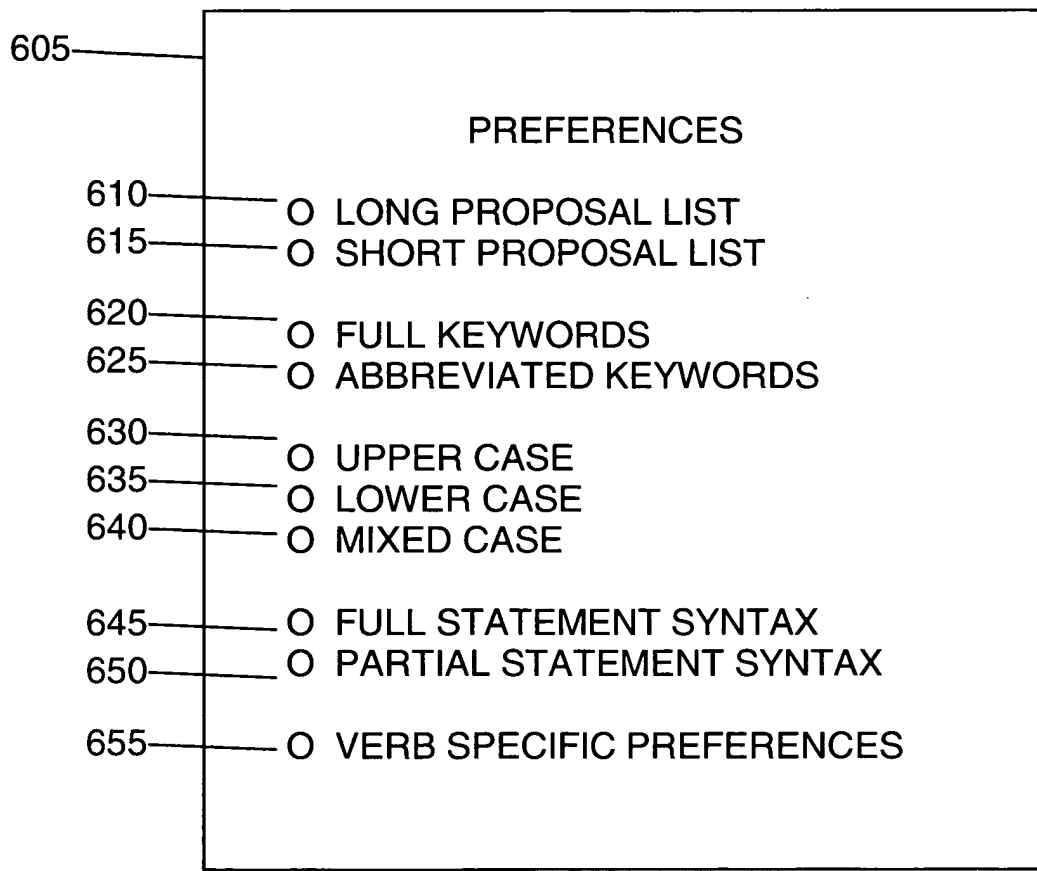 605
PREFERENCES
610 O LONG PROPOSAL LIST
615 O SHORT PROPOSAL LIST
620 O FULL KEYWORDS
625 O ABBREVIATED KEYWORDS
630 O UPPER CASE
635 O LOWER CASE
640 O MIXED CASE
645 O FULL STATEMENT SYNTAX
650 O PARTIAL STATEMENT SYNTAX
655 O VERB SPECIFIC PREFERENCES